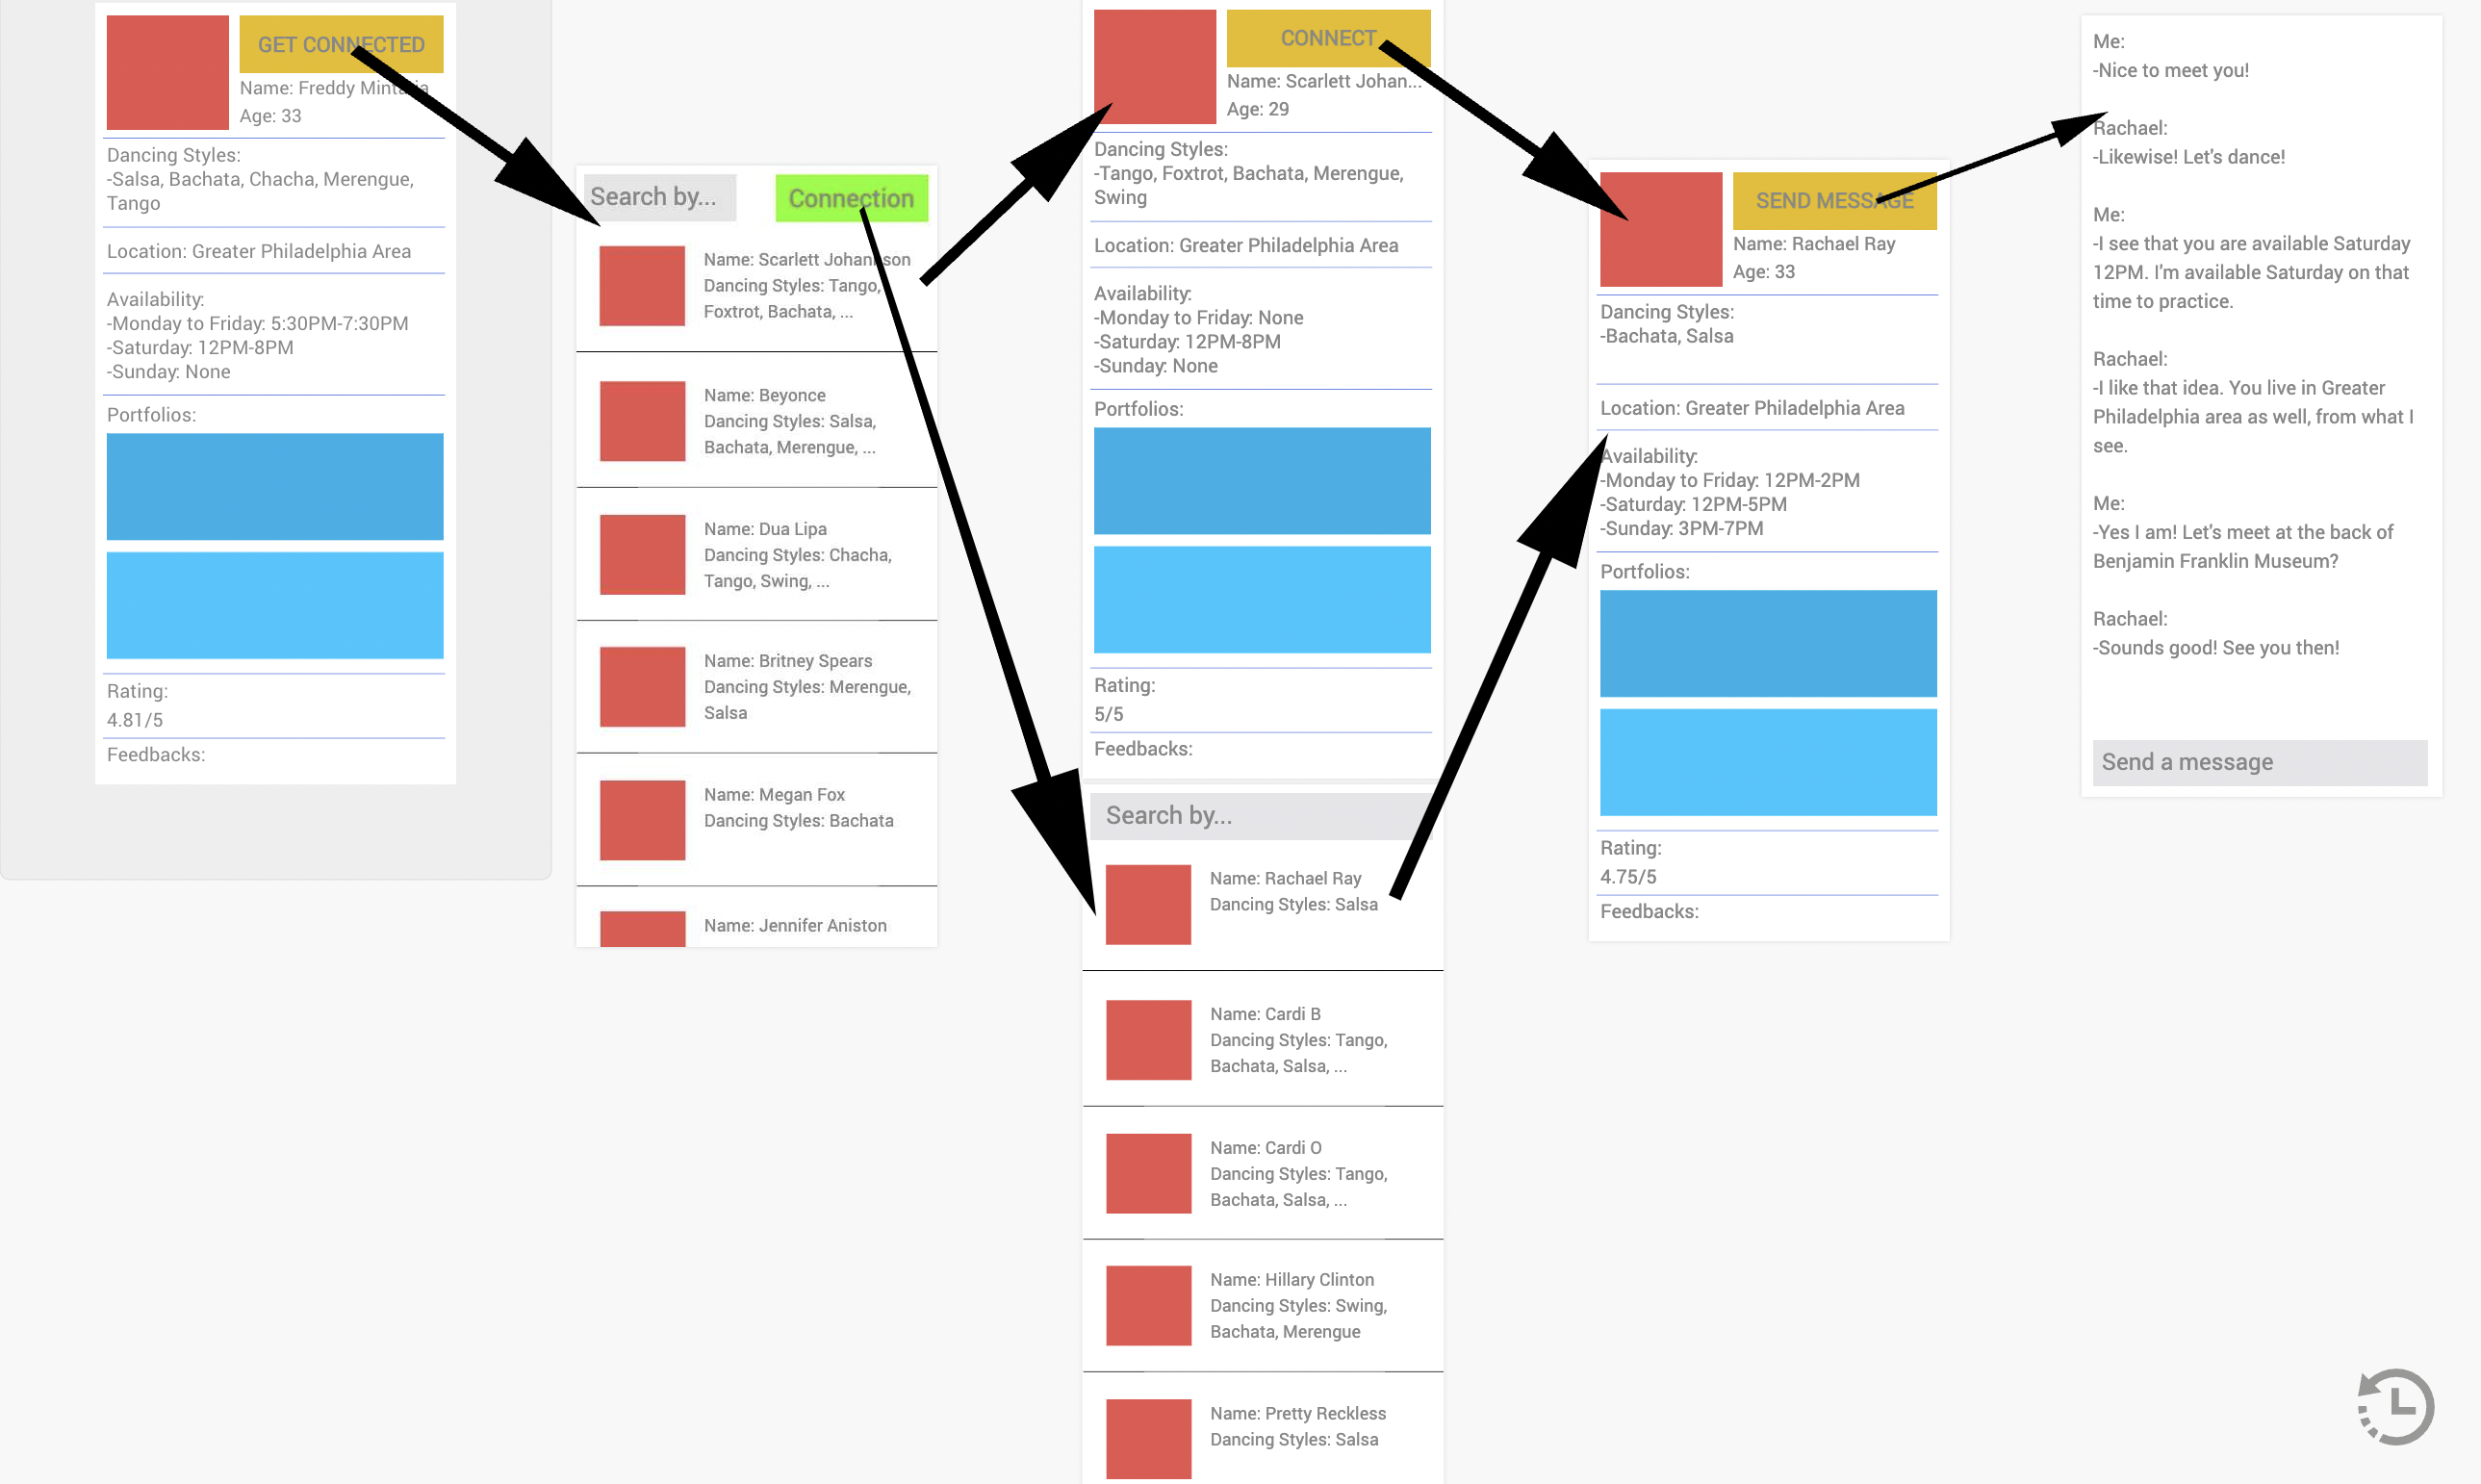 GET CONNECTED
Name: Freddy Mintarja
Age: 33
Dancing Styles:
-Salsa, Bachata, Chacha, Merengue,
Tango
Location: Greater Philadelphia Area
Availability:
-Monday to Friday: 5:30PM-7:30PM
-Saturday: 12PM-8PM
-Sunday: None
Portfolios:
Rating:
4.81/5
Feedbacks:
Search by...
Connection
Name: Scarlett Johannson
Dancing Styles: Tango,
Foxtrot, Bachata, ...
Name: Beyonce
Dancing Styles: Salsa,
Bachata, Merengue, ...
Name: Dua Lipa
Dancing Styles: Chacha,
Tango, Swing, ...
Name: Britney Spears
Dancing Styles: Merengue,
Salsa
Name: Megan Fox
Dancing Styles: Bachata
Name: Jennifer Aniston
CONNECT
Name: Scarlett Johan...
Age: 29
Dancing Styles:
-Tango, Foxtrot, Bachata, Merengue,
Swing
Location: Greater Philadelphia Area
Availability:
-Monday to Friday: None
-Saturday: 12PM-8PM
-Sunday: None
Portfolios:
Rating:
5/5
Feedbacks:
Search by...
Name: Rachael Ray
Dancing Styles: Salsa
Name: Cardi B
Dancing Styles: Tango,
Bachata, Salsa, ...
Name: Cardi O
Dancing Styles: Tango,
Bachata, Salsa, ...
Name: Hillary Clinton
Dancing Styles: Swing,
Bachata, Merengue
Name: Pretty Reckless
Dancing Styles: Salsa
SEND MESSAGE
Name: Rachael Ray
Age: 33
Dancing Styles:
-Bachata, Salsa
Location: Greater Philadelphia Area
Availability:
-Monday to Friday: 12PM-2PM
-Saturday: 12PM-5PM
-Sunday: 3PM-7PM
Portfolios:
Rating:
4.75/5
Feedbacks:
Me:
-Nice to meet you!
Rachael:
-Likewise! Let's dance!
Me:
-I see that you are available Saturday
12PM. I'm available Saturday on that
time to practice.
Rachael:
-I like that idea. You live in Greater
Philadelphia area as well, from what I
see.
Me:
-Yes I am! Let's meet at the back of
Benjamin Franklin Museum?
Rachael:
-Sounds good! See you then!
Send a message